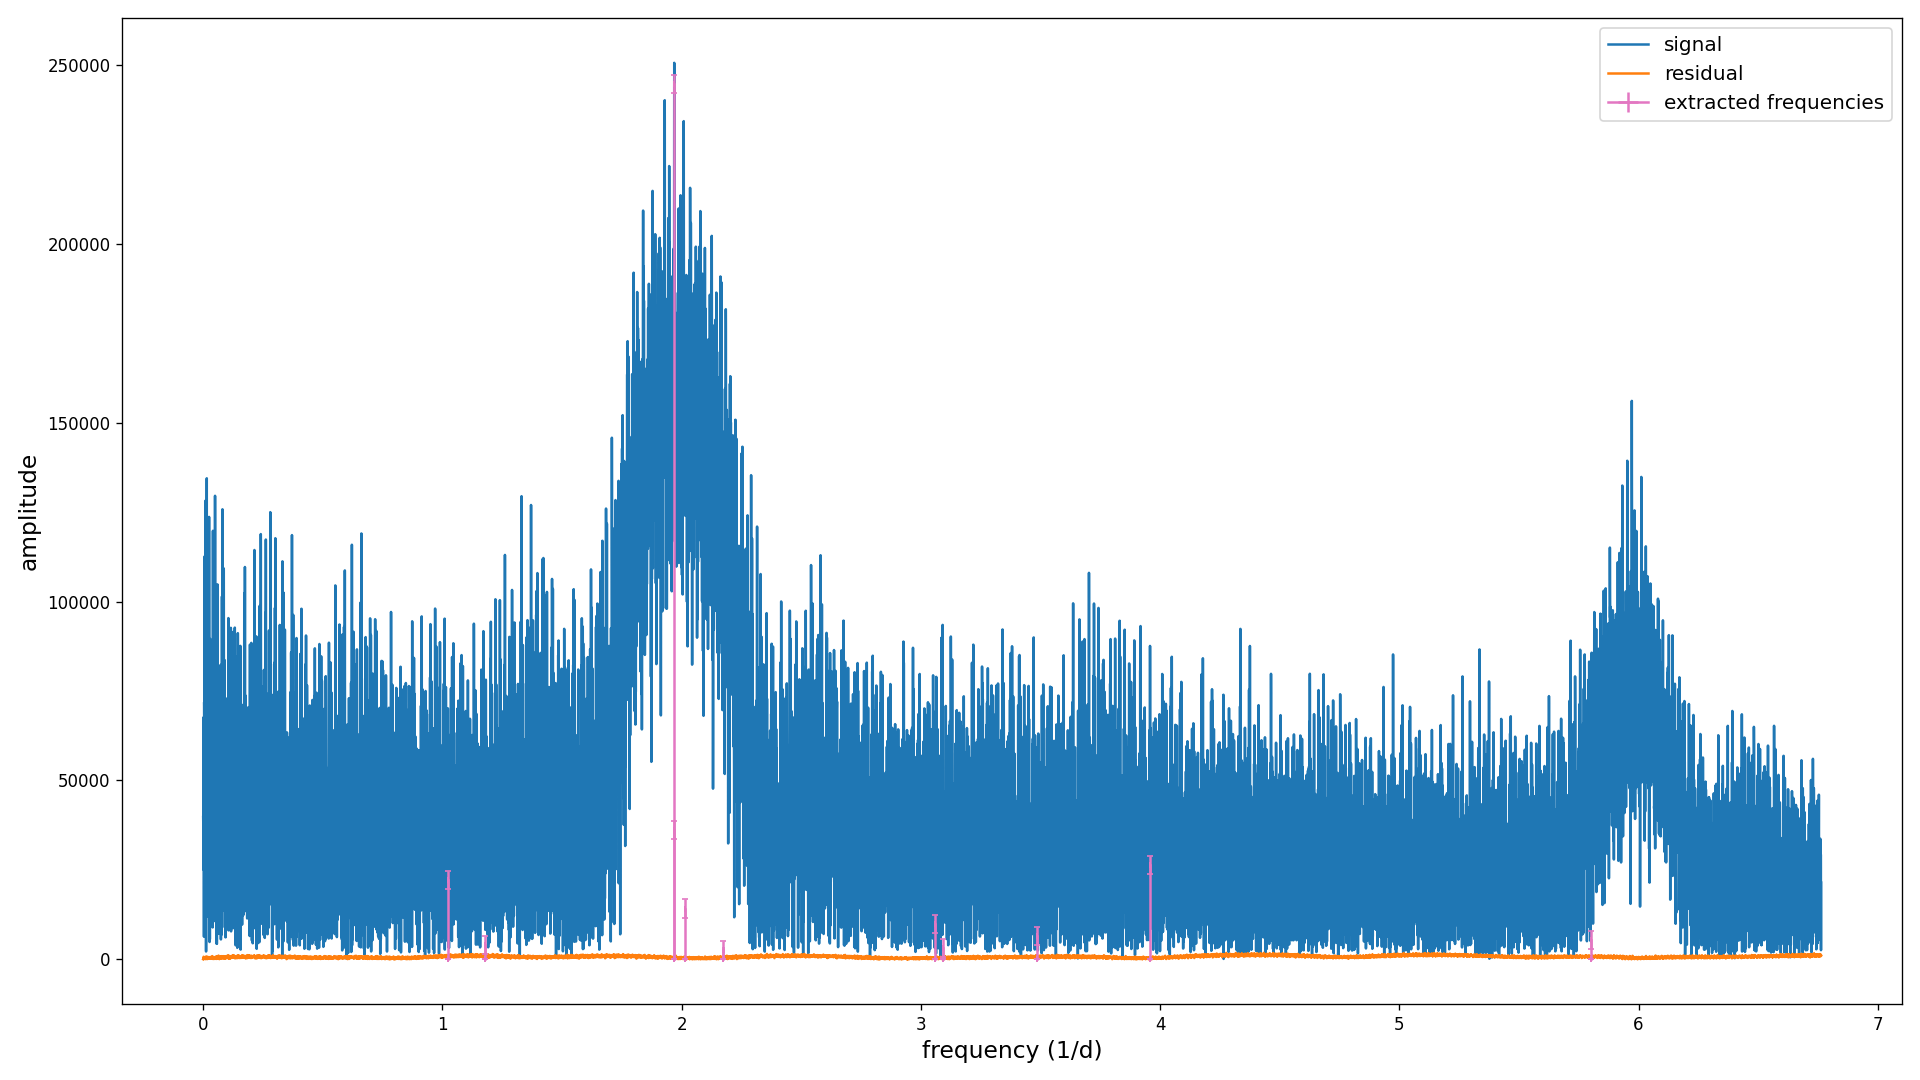 signal
residual
extracted frequencies
250000
200000
150000
100000
50000
0
amplitude
0 1 2 3 4 5 6 7
frequency (1/d)